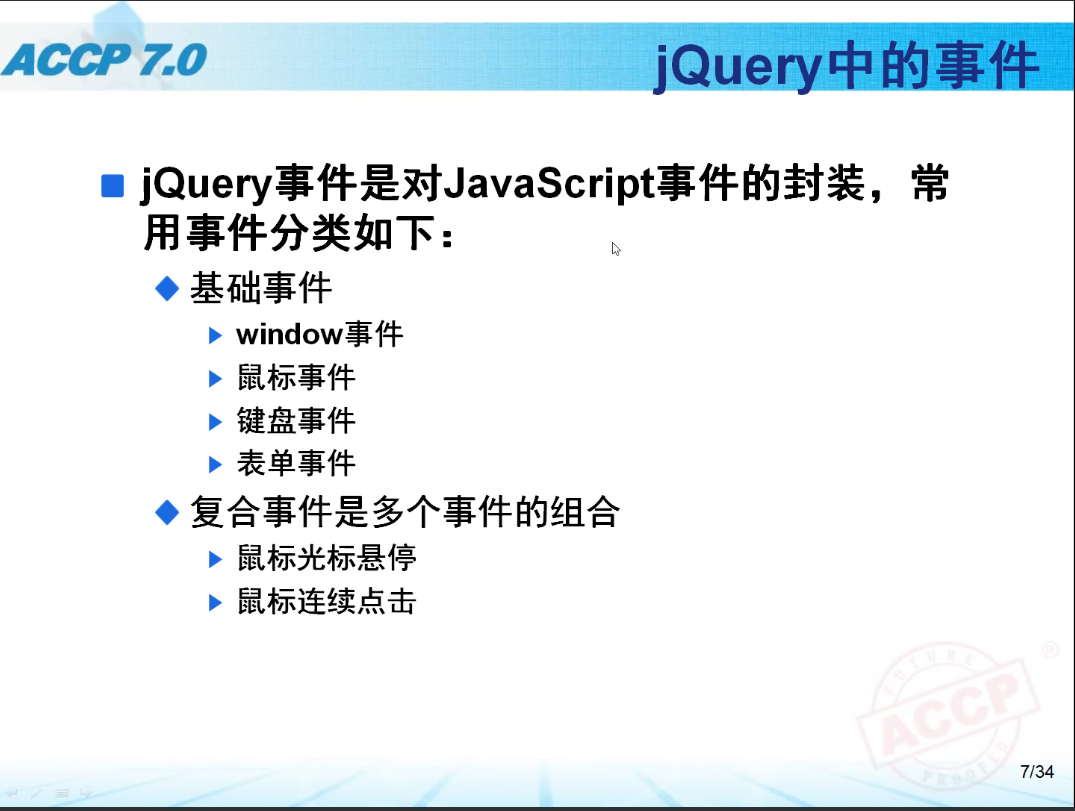 ACCP 7.0
jQuery中的事件
jQuery事件是对JavaScript事件的封装，常
用事件分类如下：
基础事件
window事件
鼠标事件
键盘事件
表单事件
复合事件是多个事件的组合
鼠标光标悬停
鼠标连续点击
FUTURE
®
ACCP
PROOFED
7/34